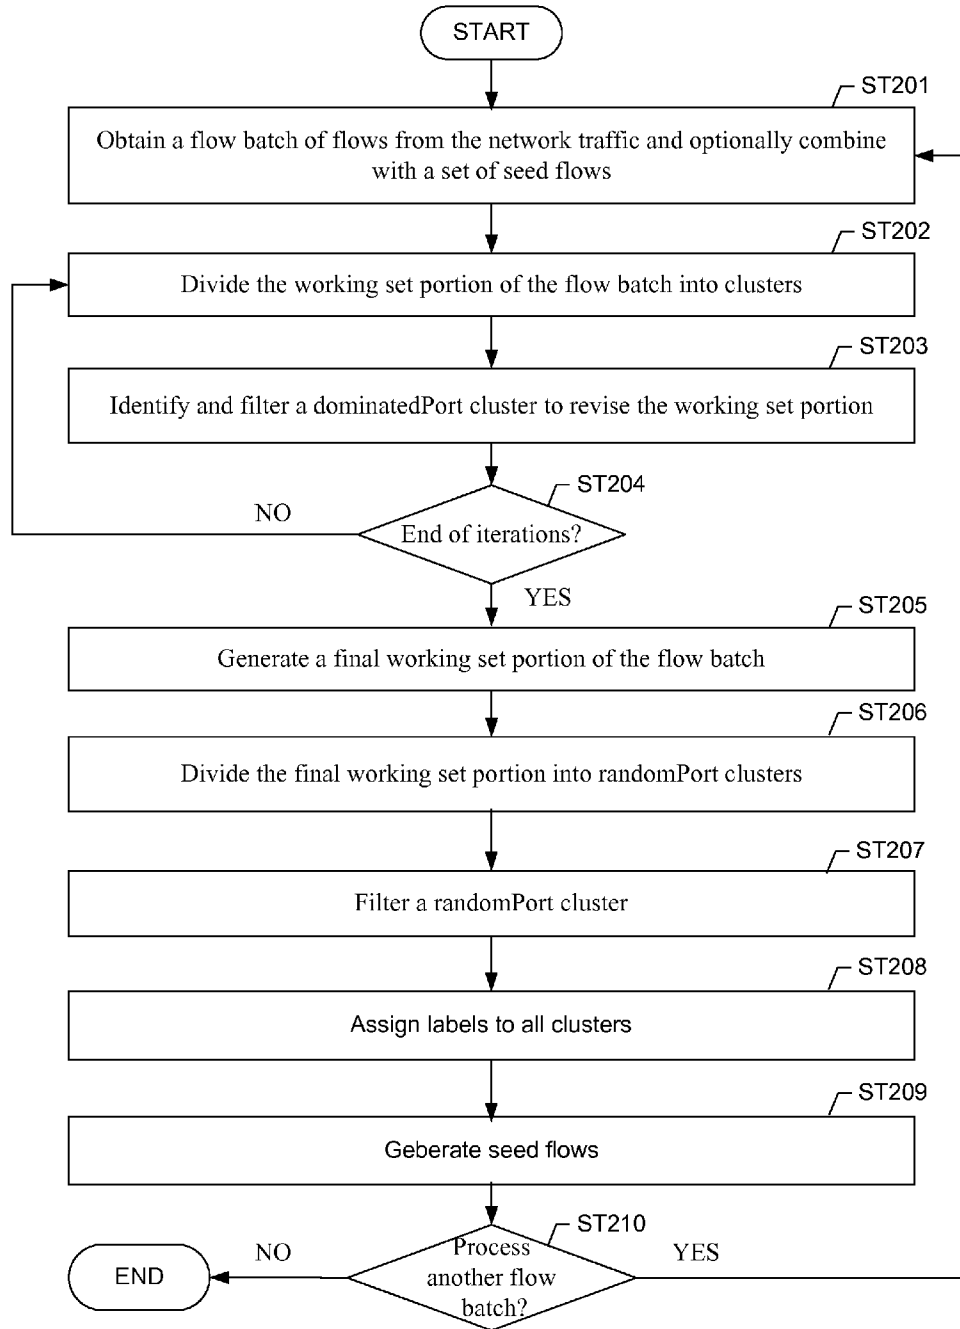 START
ST201
Obtain a flow batch of flows from the network traffic and optionally combine
with a set of seed flows
ST202
Divide the working set portion of the flow batch into clusters
ST203
Identify and filter a dominatedPort cluster to revise the working set portion
ST204
NO
End of iterations?
YES
ST205
Generate a final working set portion of the flow batch
ST206
Divide the final working set portion into randomPort clusters
ST207
Filter a randomPort cluster
ST208
Assign labels to all clusters
ST209
Geberate seed flows
ST210
NO
Process
another flow
batch?
YES
END